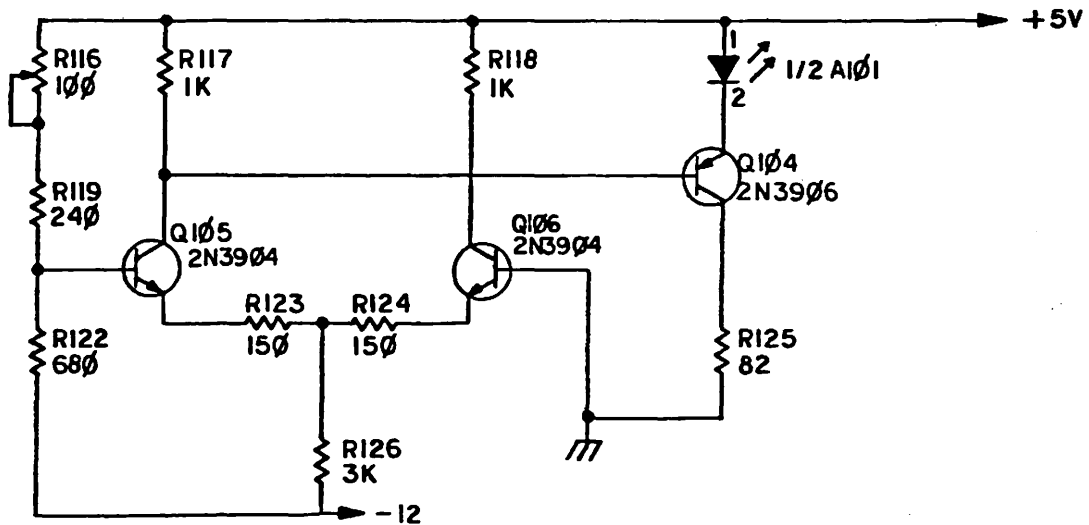 +5V
R116
1ØØ
R117
1K
R118
1K
1
2
1/2 A1Ø1
Q1Ø4
2N39Ø6
R119
24Ø
Q1Ø5
2N39Ø4
Q1Ø6
2N39Ø4
R123
15Ø
R124
15Ø
R122
68Ø
R125
82
R126
3K
-12